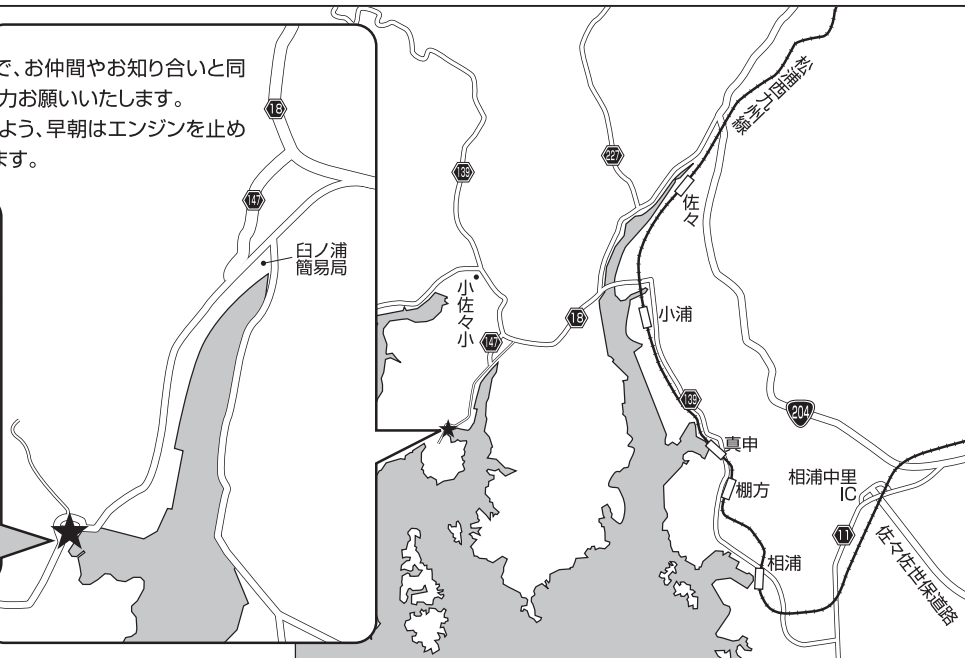 で、お仲間やお知り合いと同
力お願いいたします。
よう、早朝はエンジンを止め
ます。
18
147
臼ノ浦
簡易局
139
227
松浦西九州線
佐々
小佐々小
18
小浦
147
139
204
真申
棚方
相浦中里
IC
11
相浦
佐々佐世保道路